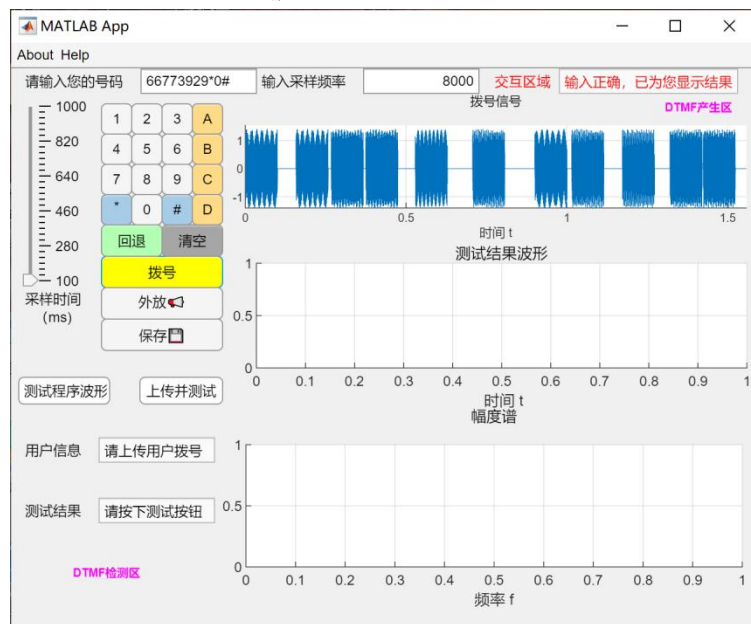 MATLAB App
About Help
请输入您的号码 66773929*0# 输入采样频率 8000 交互区域 输入正确，已为您显示结果
拨号信号 DTMF产生区
1000
820
640
460
280
100
采样时间
(ms)
1 2 3 A
4 5 6 B
7 8 9 C
* 0 # D
回退 清空
拨号
外放
保存
1
0
-1
0 0.5 1 1.5
时间 t
测试结果波形
1
0.5
0
0 0.1 0.2 0.3 0.4 0.5 0.6 0.7 0.8 0.9 1
时间 t
测试程序波形 上传并测试
幅度谱
用户信息 请上传用户拨号
测试结果 请按下测试按钮
DTMF检测区
1
0.5
0
0 0.1 0.2 0.3 0.4 0.5 0.6 0.7 0.8 0.9 1
频率 f